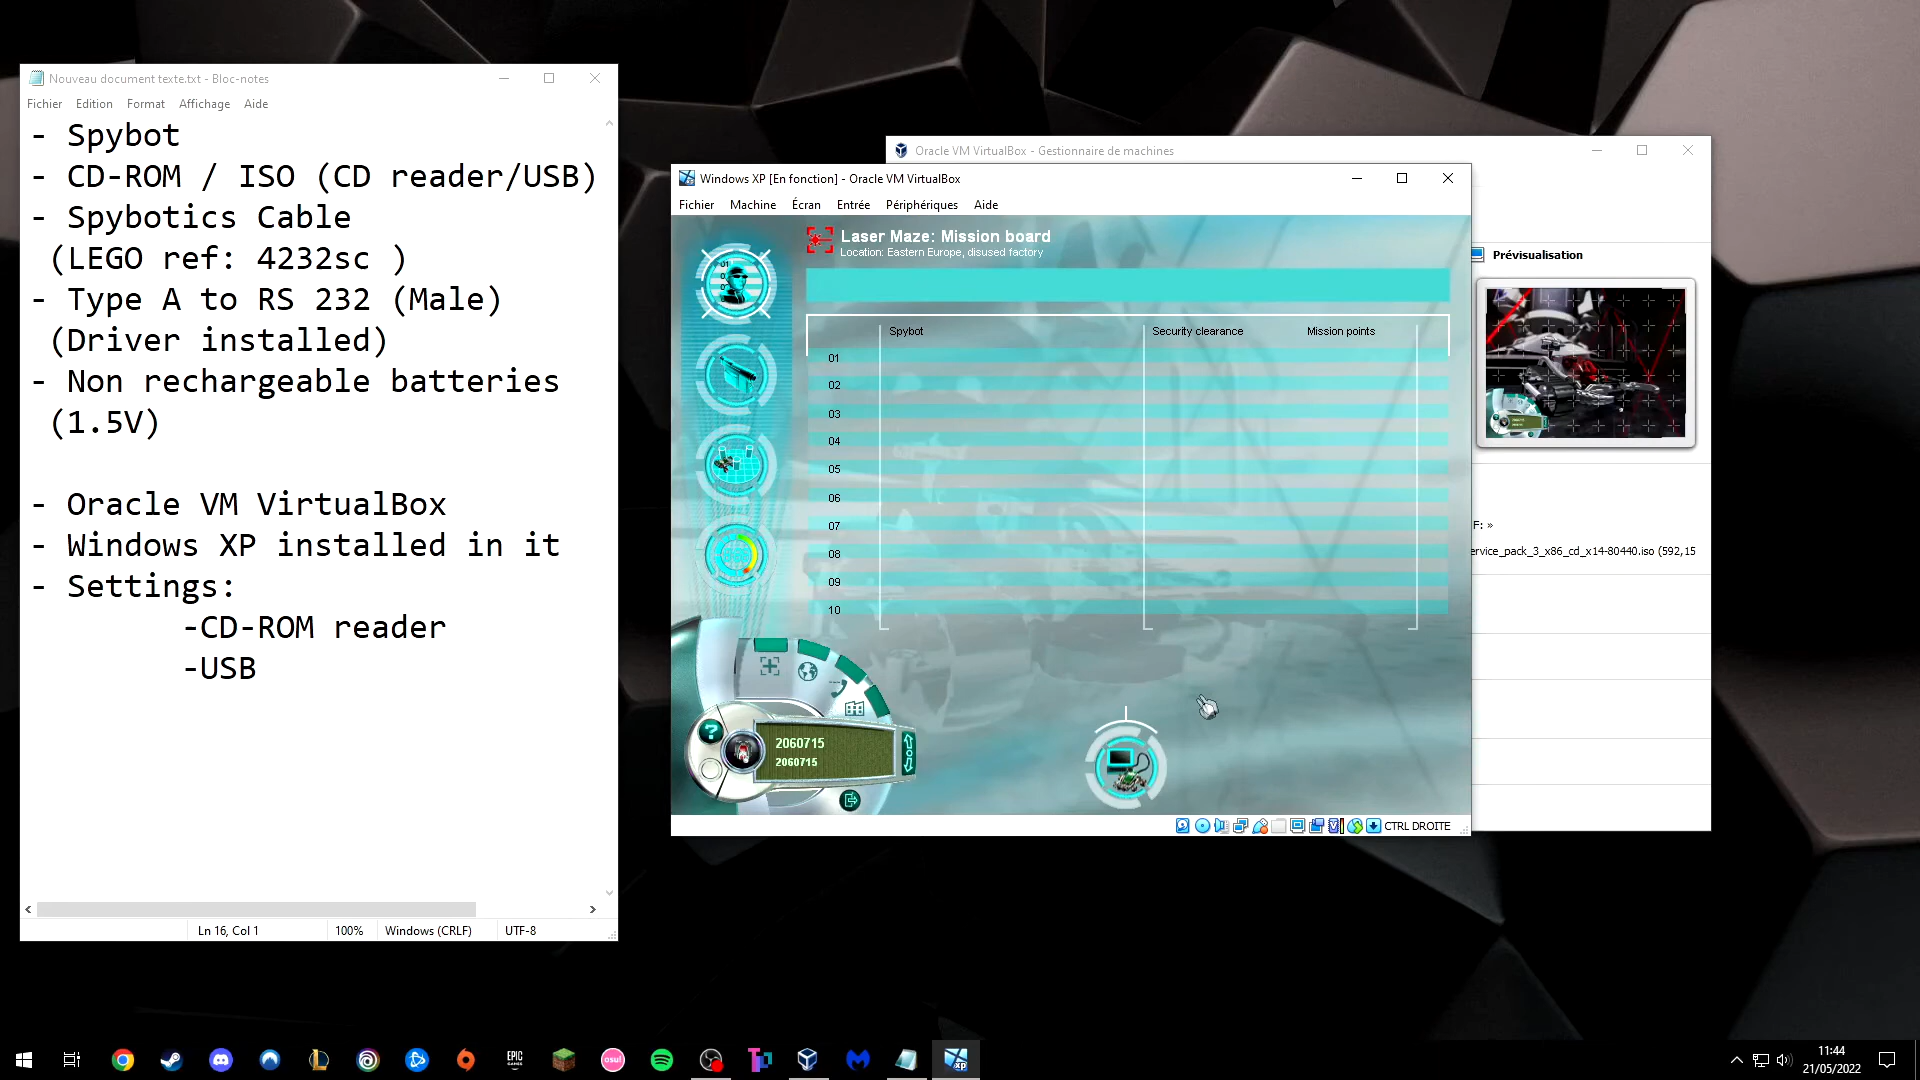 Nouveau document texte.txt - Bloc-notes
Fichier Edition Format Affichage Aide
- Spybot
- CD-ROM / ISO (CD reader/USB)
- Spybotics Cable
(LEGO ref: 4232sc )
- Type A to RS 232 (Male)
(Driver installed)
- Non rechargeable batteries
(1.5V)
- Oracle VM VirtualBox
- Windows XP installed in it
- Settings:
-CD-ROM reader
-USB
Ln 16, Col 1 100% Windows (CRLF) UTF-8
Oracle VM VirtualBox - Gestionnaire de machines
Windows XP [En fonction] - Oracle VM VirtualBox
Fichier Machine Écran Entrée Périphériques Aide
Laser Maze: Mission board
Location: Eastern Europe, disused factory
Spybot Security clearance Mission points
01
02
03
04
05
06
07
08
09
10
2060715
2060715
CTRL DROITE
Prévisualisation
F: »
ervice_pack_3_x86_cd_x14-80440.iso (592,15
EPIC
GAMES
osu!
xp
11:44
21/05/2022